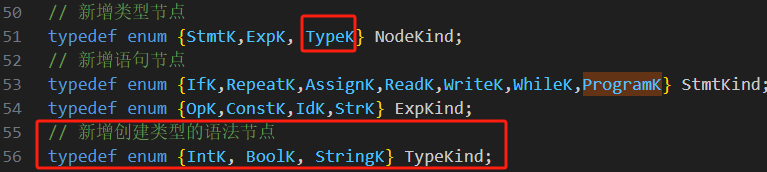 50 // 新增类型节点
51 typedef enum {StmtK,ExpK, TypeK} NodeKind;
52 // 新增语句节点
53 typedef enum {IfK,RepeatK,AssignK,ReadK,WriteK,WhileK,ProgramK} StmtKind;
54 typedef enum {OpK,ConstK,IdK,StrK} ExpKind;
55 // 新增创建类型的语法节点
56 typedef enum {IntK, BoolK, StringK} TypeKind;